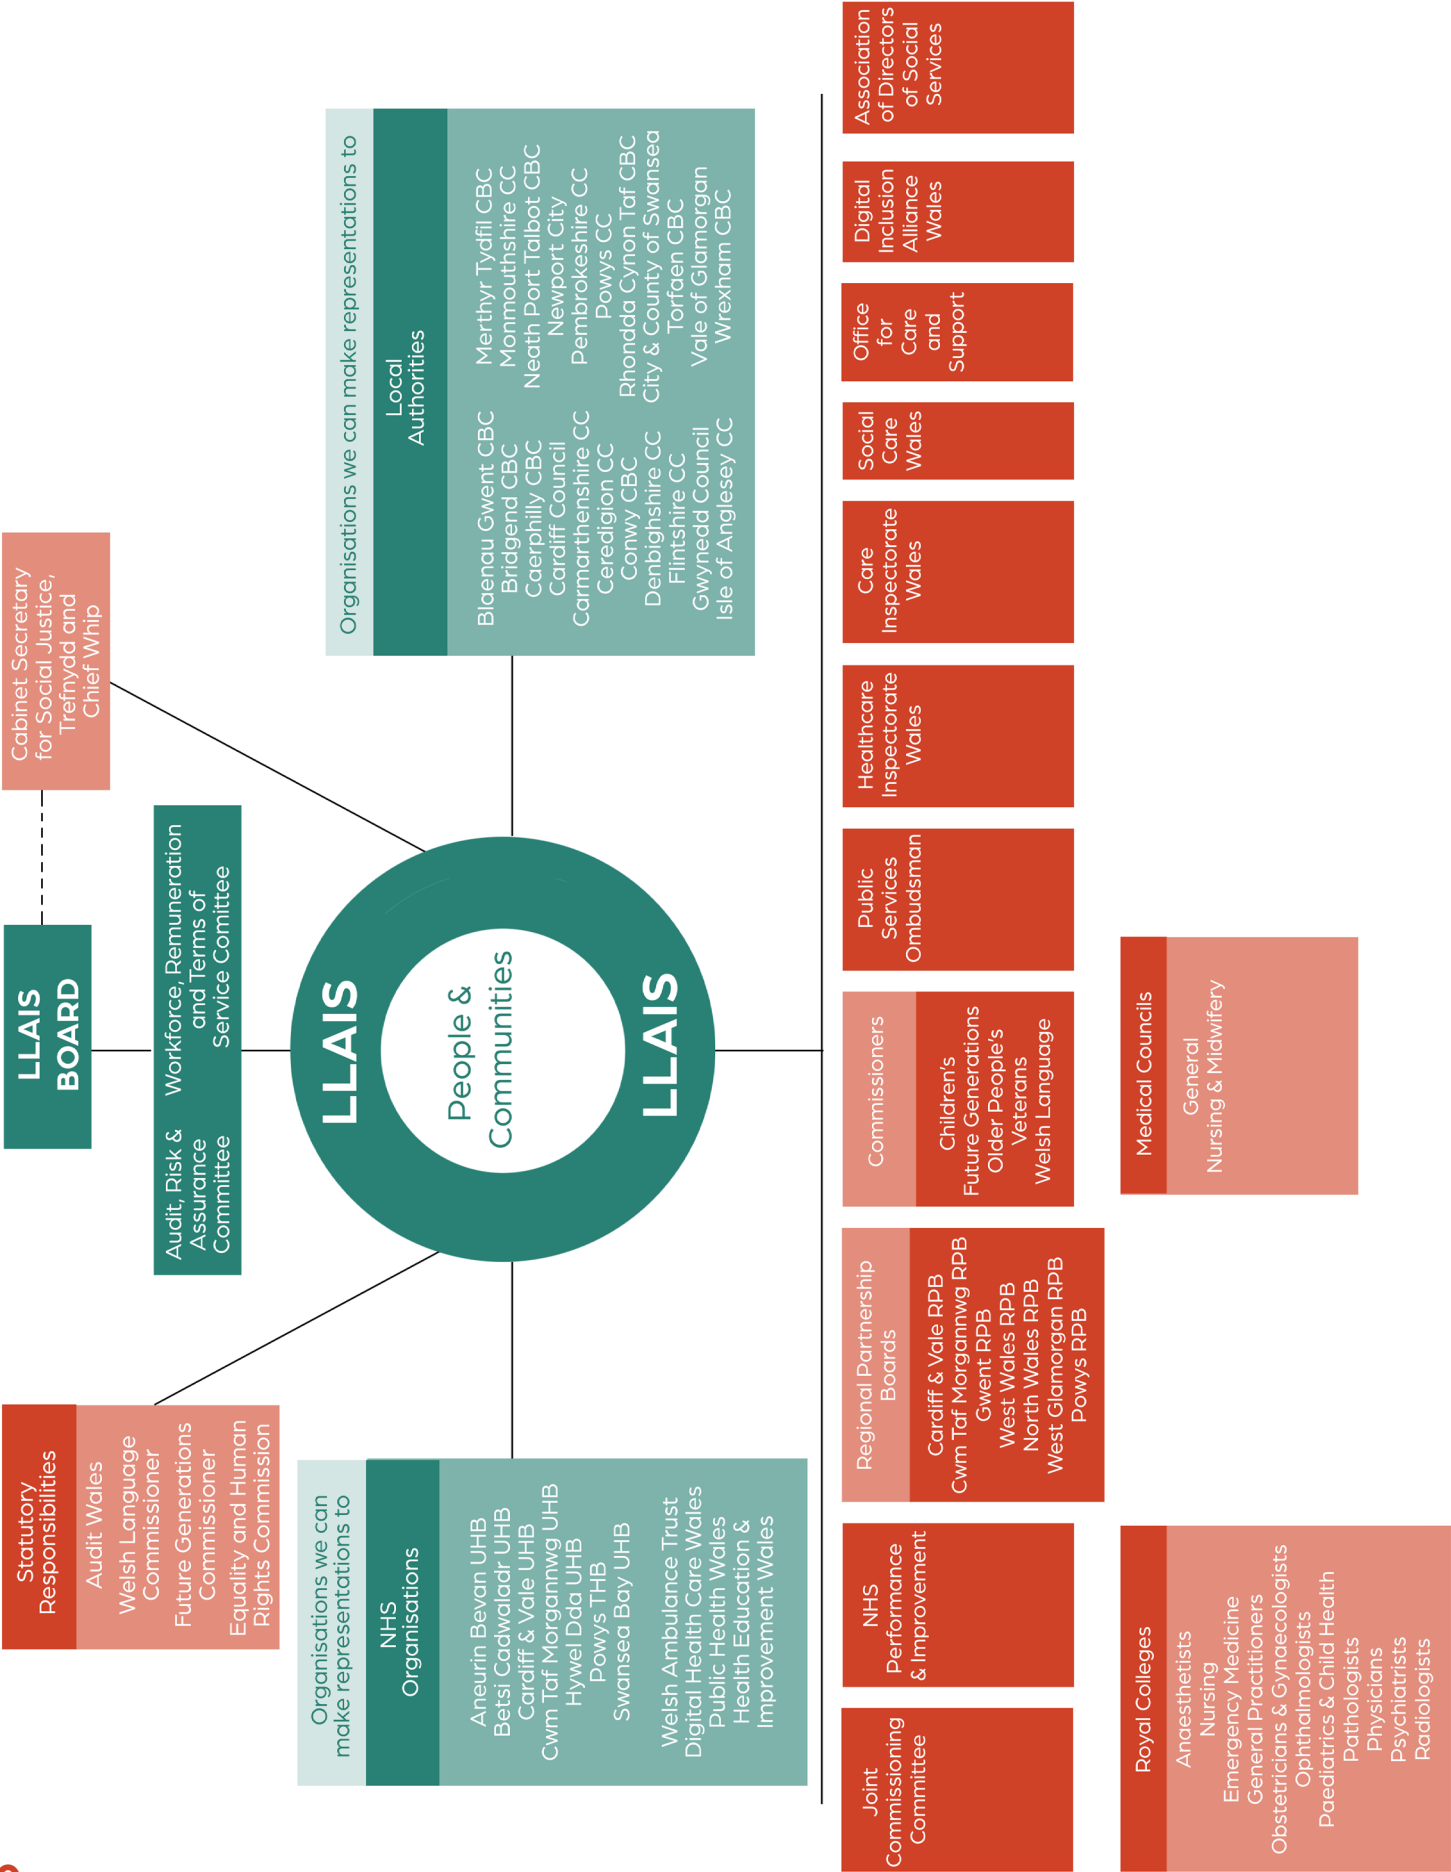 Statutory
Responsibilities
Audit Wales
Welsh Language
Commissioner
Future Generations
Commissioner
Equality and Human
Rights Commission
LLAIS
BOARD
Cabinet Secretary
for Social Justice,
Trefnydd and
Chief Whip
Audit, Risk &
Assurance
Committee
Workforce, Remuneration
and Terms of
Service Comittee
LLAIS
People &
Communities
LLAIS
Organisations we can
make representations to
NHS
Organisations
Aneurin Bevan UHB
Betsi Cadwaladr UHB
Cardiff & Vale UHB
Cwm Taf Morgannwg UHB
Hywel Dda UHB
Powys THB
Swansea Bay UHB
Welsh Ambulance Trust
Digital Health Care Wales
Public Health Wales
Health Education &
Improvement Wales
Organisations we can make representations to
Local
Authorities
Blaenau Gwent CBC
Bridgend CBC
Caerphilly CBC
Cardiff Council
Carmarthenshire CC
Ceredigion CC
Conwy CBC
Denbighshire CC
Flintshire CC
Gwynedd Council
Isle of Anglesey CC
Merthyr Tydfil CBC
Monmouthshire CC
Neath Port Talbot CBC
Newport City
Pembrokeshire CC
Powys CC
Rhondda Cynon Taf CBC
City & County of Swansea
Torfaen CBC
Vale of Glamorgan
Wrexham CBC
Joint
Commissioning
Committee
NHS
Performance
& Improvement
Regional Partnership
Boards
Cardiff & Vale RPB
Cwm Taf Morgannwg RPB
Gwent RPB
West Wales RPB
North Wales RPB
West Glamorgan RPB
Powys RPB
Commissioners
Children's
Future Generations
Older People's
Veterans
Welsh Language
Public
Services
Ombudsman
Healthcare
Inspectorate
Wales
Care
Inspectorate
Wales
Social
Care
Wales
Office
for
Care
and
Support
Digital
Inclusion
Alliance
Wales
Association
of Directors
of Social
Services
Royal Colleges
Anaesthetists
Nursing
Emergency Medicine
General Practitioners
Obstetricians & Gynaecologists
Ophthalmologists
Paediatrics & Child Health
Pathologists
Physicians
Psychiatrists
Radiologists
Medical Councils
General
Nursing & Midwifery